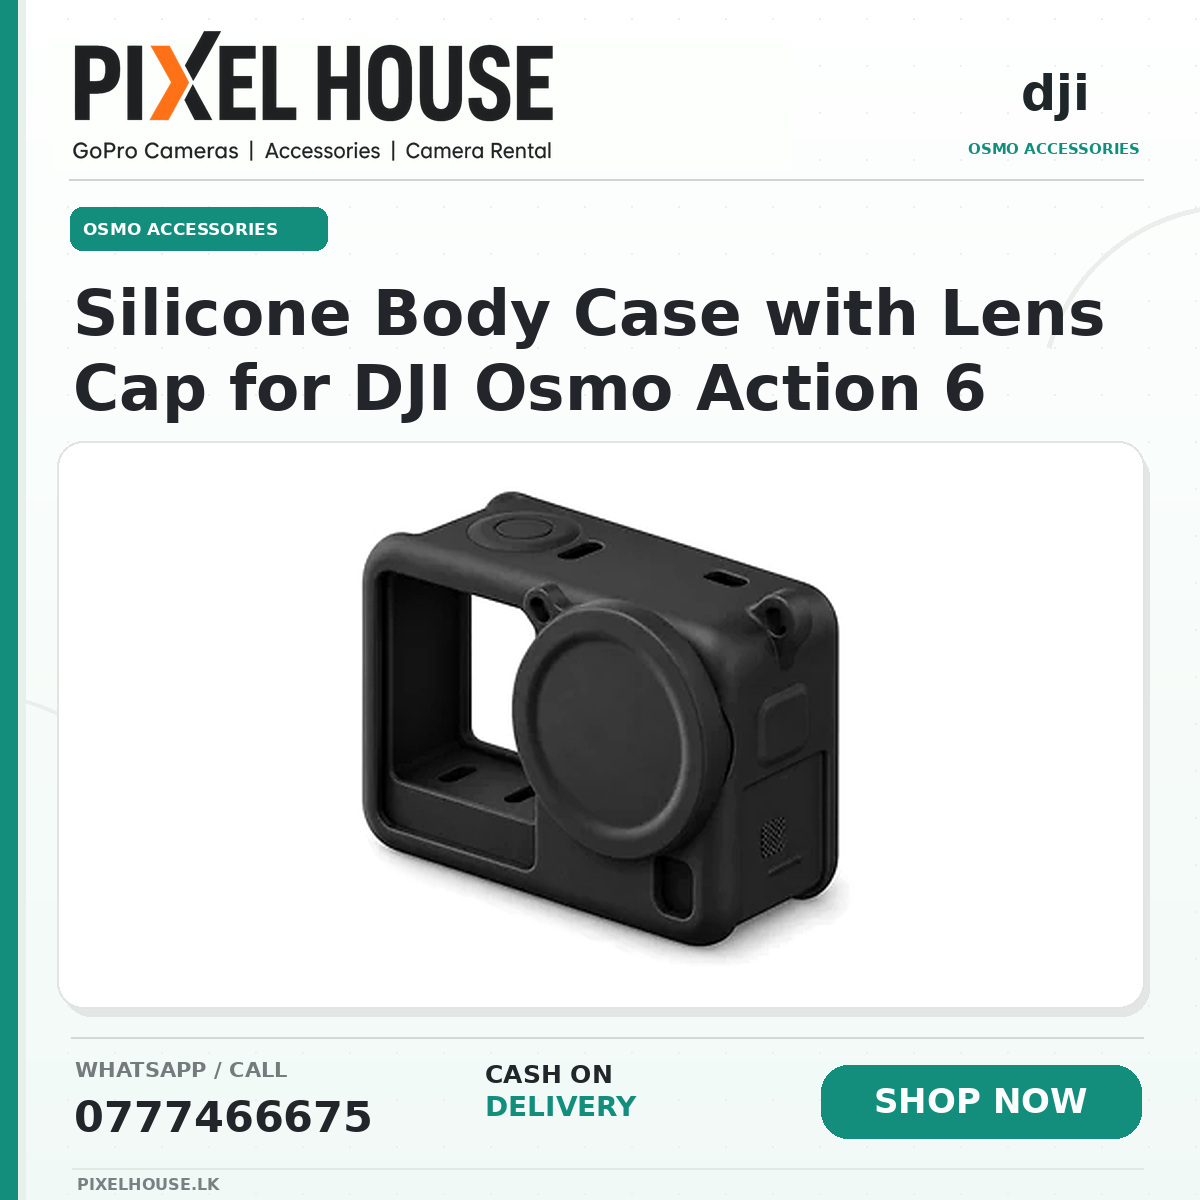 PIXEL HOUSE
GoPro Cameras | Accessories | Camera Rental
dji
OSMO ACCESSORIES
OSMO ACCESSORIES
Silicone Body Case with Lens
Cap for DJI Osmo Action 6
WHATSAPP / CALL
0777466675
CASH ON
DELIVERY
SHOP NOW
PIXELHOUSE.LK